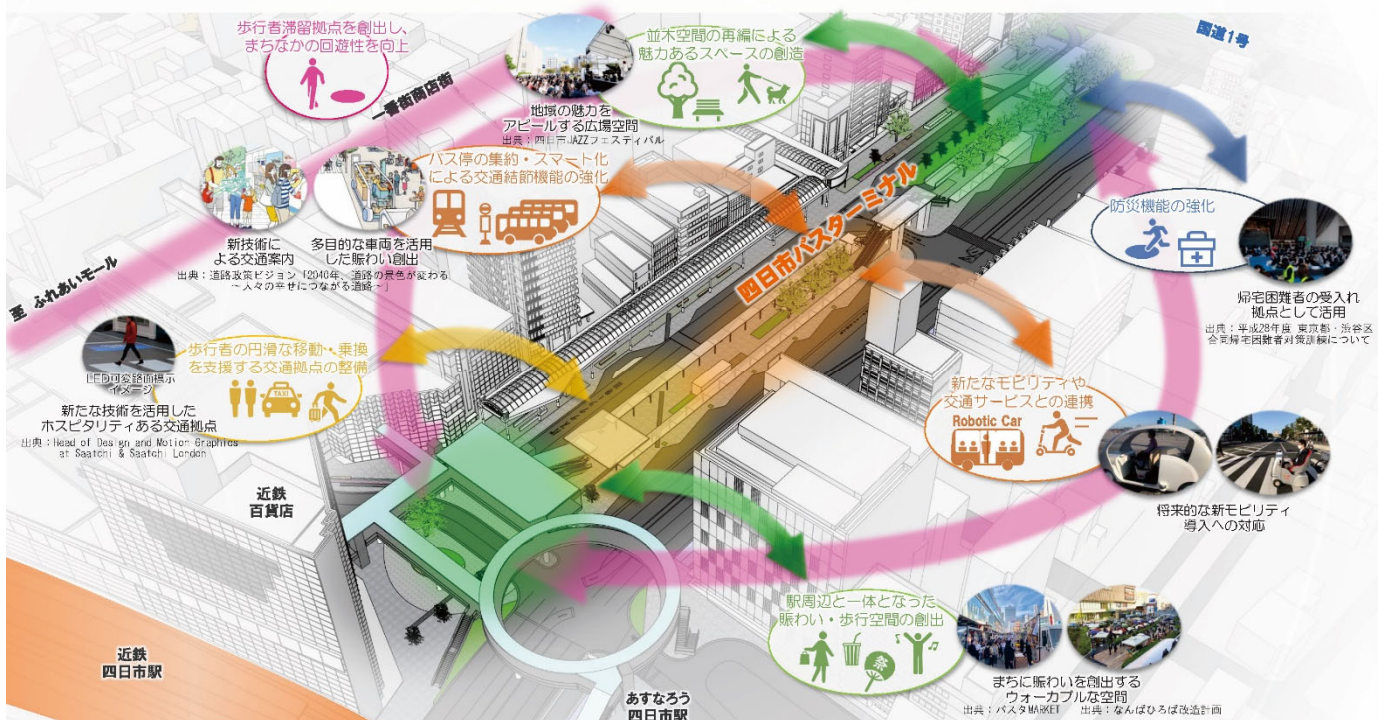 歩行者滞留拠点を創出し、
まちなかの回遊性を向上
並木空間の再編による
魅力あるスペースの創造
国道1号
一番街商店街
地域の魅力を
アピールする広場空間
出典：四日市JAZZフェスティバル
バス停の集約・スマート化
による交通結節機能の強化
新技術に
よる交通案内
多目的な車両を活用
した賑わい創出
出典：道路政策ビジョン「2040年、道路の景色が変わる
～人々の幸せにつながる道路～」
四日市バスターミナル
防災機能の強化
帰宅困難者の受入れ
拠点として活用
出典：平成28年度 東京都・渋谷区
合同帰宅困難者対策訓練について
至 ふれあいモール
歩行者の円滑な移動・乗換
を支援する交通拠点の整備
TAXI
LED可変路面標示
イメージ
新たな技術を活用した
ホスピタリティある交通拠点
出典：Head of Design and Motion Graphics
at Saatchi & Saatchi London
新たなモビリティや
交通サービスとの連携
Robotic Car
将来的な新モビリティ
導入への対応
近鉄
百貨店
駅周辺と一体となった
賑わい・歩行空間の創出
祭
まちに賑わいを創出する
ウォーカブルな空間
出典：バスタMARKET 出典：なんばひろば改造計画
近鉄
四日市駅
あすなろう
四日市駅